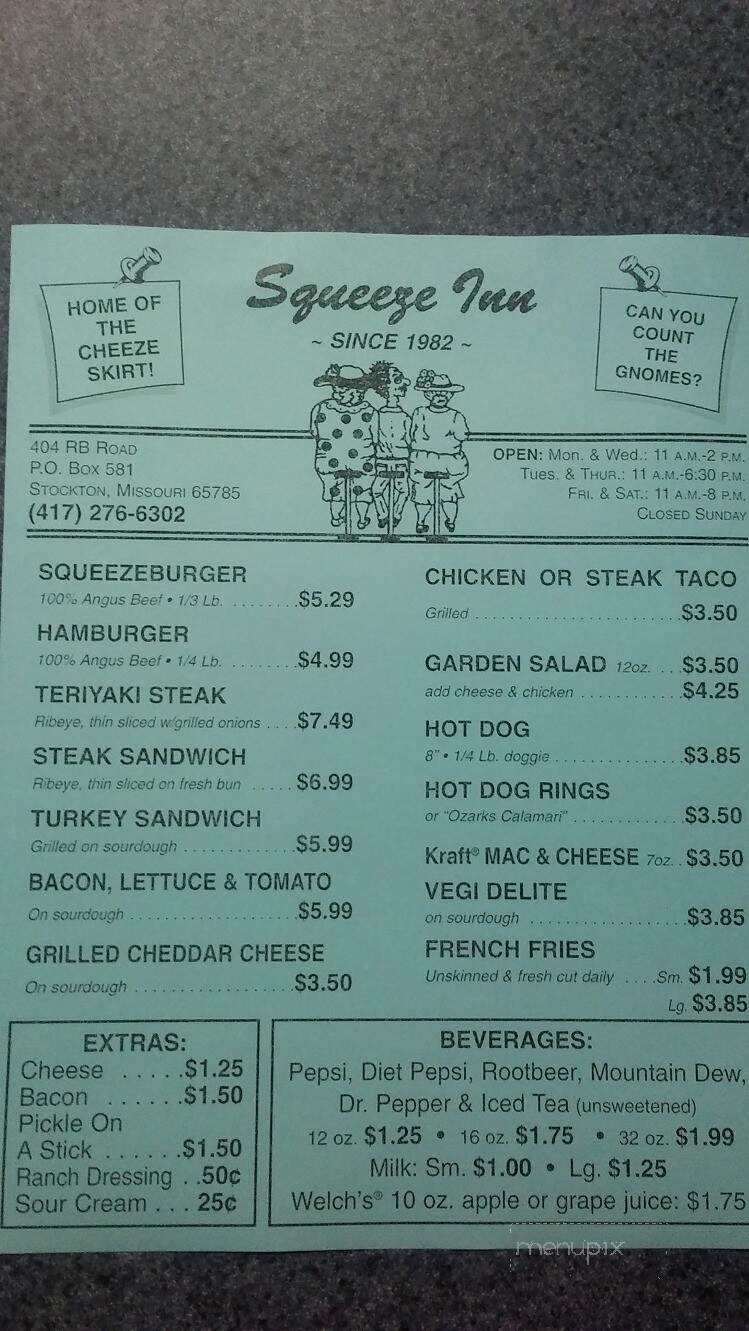 HOME OF
THE
CHEEZE
SKIRT!
Squeeze Inn
~ SINCE 1982 ~
CAN YOU
COUNT
THE
GNOMES?
404 RB ROAD
P.O. BOX 581
STOCKTON, MISSOURI 65785
(417) 276-6302
OPEN: Mon. & Wed.: 11 A.M.-2 P.M.
Tues. & THUR.: 11 A.M.-6:30 P.M.
FRI. & SAT.: 11 A.M.-8 P.M.
CLOSED SUNDAY
SQUEEZEBURGER
100% Angus Beef • 1/3 Lb. ........$5.29
HAMBURGER
100% Angus Beef • 1/4 Lb. ........$4.99
TERIYAKI STEAK
Ribeye, thin sliced w/grilled onions ....$7.49
STEAK SANDWICH
Ribeye, thin sliced on fresh bun .....$6.99
TURKEY SANDWICH
Grilled on sourdough .............$5.99
BACON, LETTUCE & TOMATO
On sourdough ...................$5.99
GRILLED CHEDDAR CHEESE
On sourdough ..................$3.50
CHICKEN OR STEAK TACO
Grilled .......................$3.50
GARDEN SALAD 12oz. ...$3.50
add cheese & chicken ...........$4.25
HOT DOG
8" • 1/4 Lb. doggie ..............$3.85
HOT DOG RINGS
or "Ozarks Calamari" ............$3.50
Kraft® MAC & CHEESE 7oz. .$3.50
VEGI DELITE
on sourdough .................$3.85
FRENCH FRIES
Unskinned & fresh cut daily ....Sm. $1.99
Lg. $3.85
EXTRAS:
Cheese .....$1.25
Bacon ......$1.50
Pickle On
A Stick ......$1.50
Ranch Dressing ..50¢
Sour Cream ...25¢
BEVERAGES:
Pepsi, Diet Pepsi, Rootbeer, Mountain Dew,
Dr. Pepper & Iced Tea (unsweetened)
12 oz. $1.25 • 16 oz. $1.75 • 32 oz. $1.99
Milk: Sm. $1.00 • Lg. $1.25
Welch's® 10 oz. apple or grape juice: $1.75
menupix